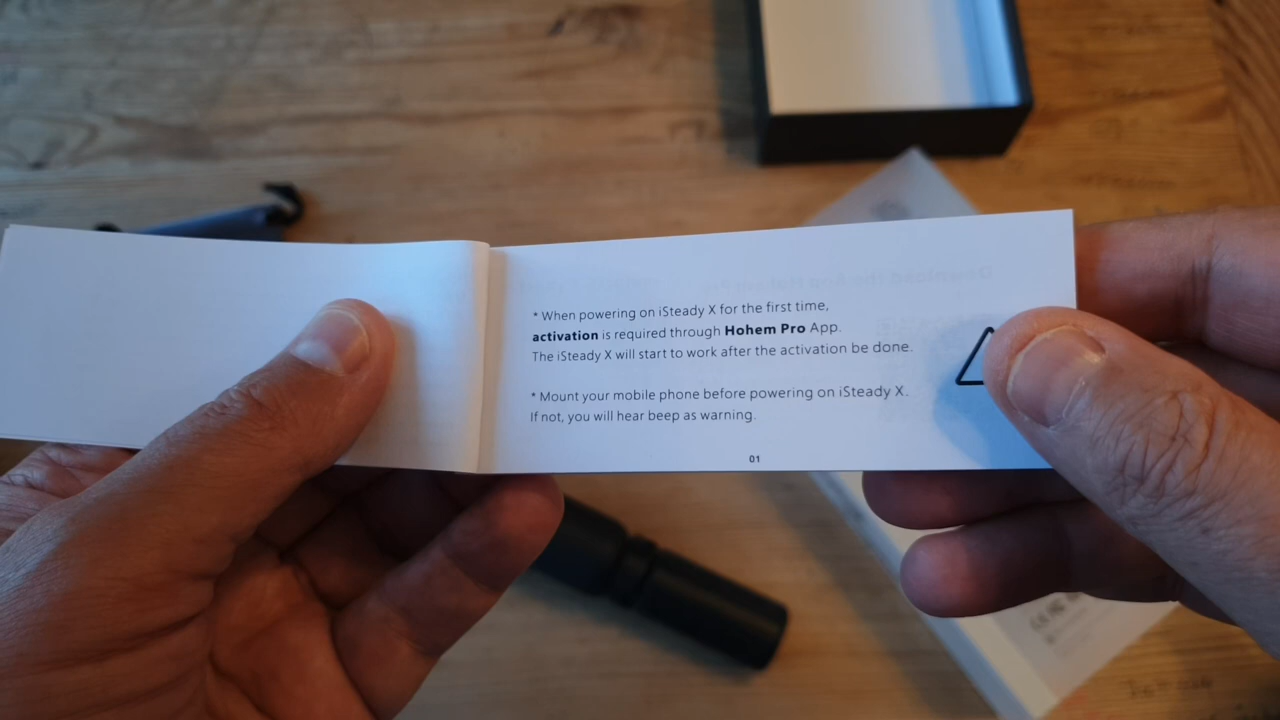 * When powering on iSteady X for the first time,
activation is required through Hohem Pro App.
The iSteady X will start to work after the activation be done.
* Mount your mobile phone before powering on iSteady X.
If not, you will hear beep as warning.
01